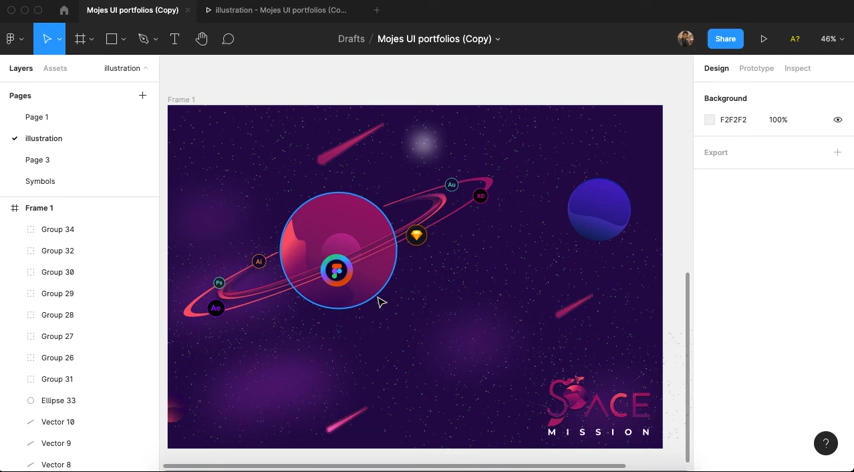 Mojes UI portfolios (Copy)
illustration - Mojes UI portfolios (Co...
Drafts / Mojes UI portfolios (Copy)
Share
A?
46%
Layers
Assets
illustration
Design
Prototype
Inspect
Pages
Page 1
illustration
Page 3
Symbols
Frame 1
Group 34
Group 32
Group 30
Group 29
Group 28
Group 27
Group 26
Group 31
Ellipse 33
Vector 10
Vector 9
Vector 8
Frame 1
Au
XD
Ai
Ps
Ae
SPACE
MISSION
Background
F2F2F2 100%
Export
?